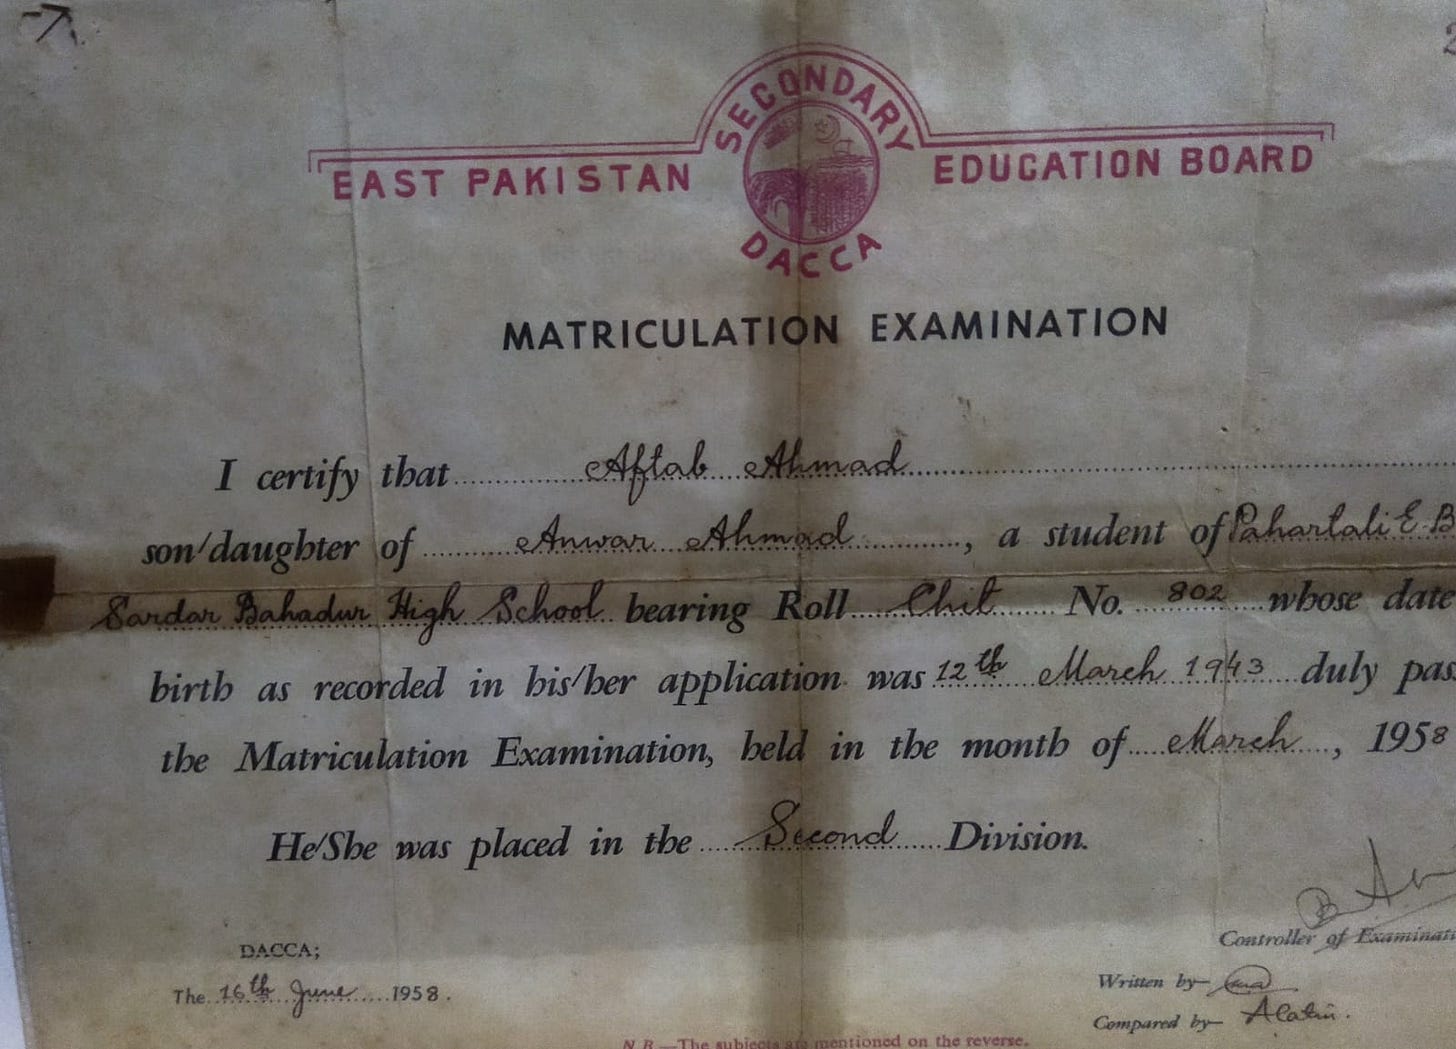 SECONDARY
EAST PAKISTAN EDUCATION BOARD
DACCA
MATRICULATION EXAMINATION
I certify that Aftab Ahmad
son/daughter of Anwar Ahmad, a student of Pahartali E.B
Sardar Bahadur High School bearing Roll Chit No. 802 whose date
birth as recorded in his/her application was 12th March 1943 duly pas
the Matriculation Examination, held in the month of March, 1958
He/She was placed in the Second Division.
DACCA;
The 16th June 1958.
Controller of Examinati
Written by—
Compared by—
N.B.—The subjects are mentioned on the reverse.